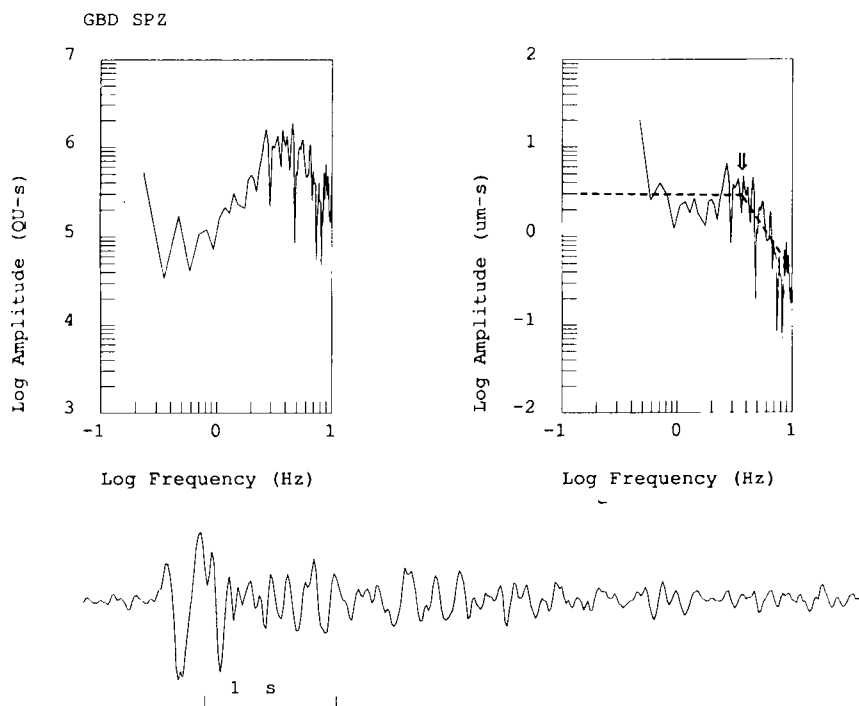 GBD SPZ
7
6
5
4
3
Log Amplitude (QU-s)
-1
0
1
Log Frequency (Hz)
2
1
0
-1
-2
Log Amplitude (um-s)
-1
0
1
Log Frequency (Hz)
1 s